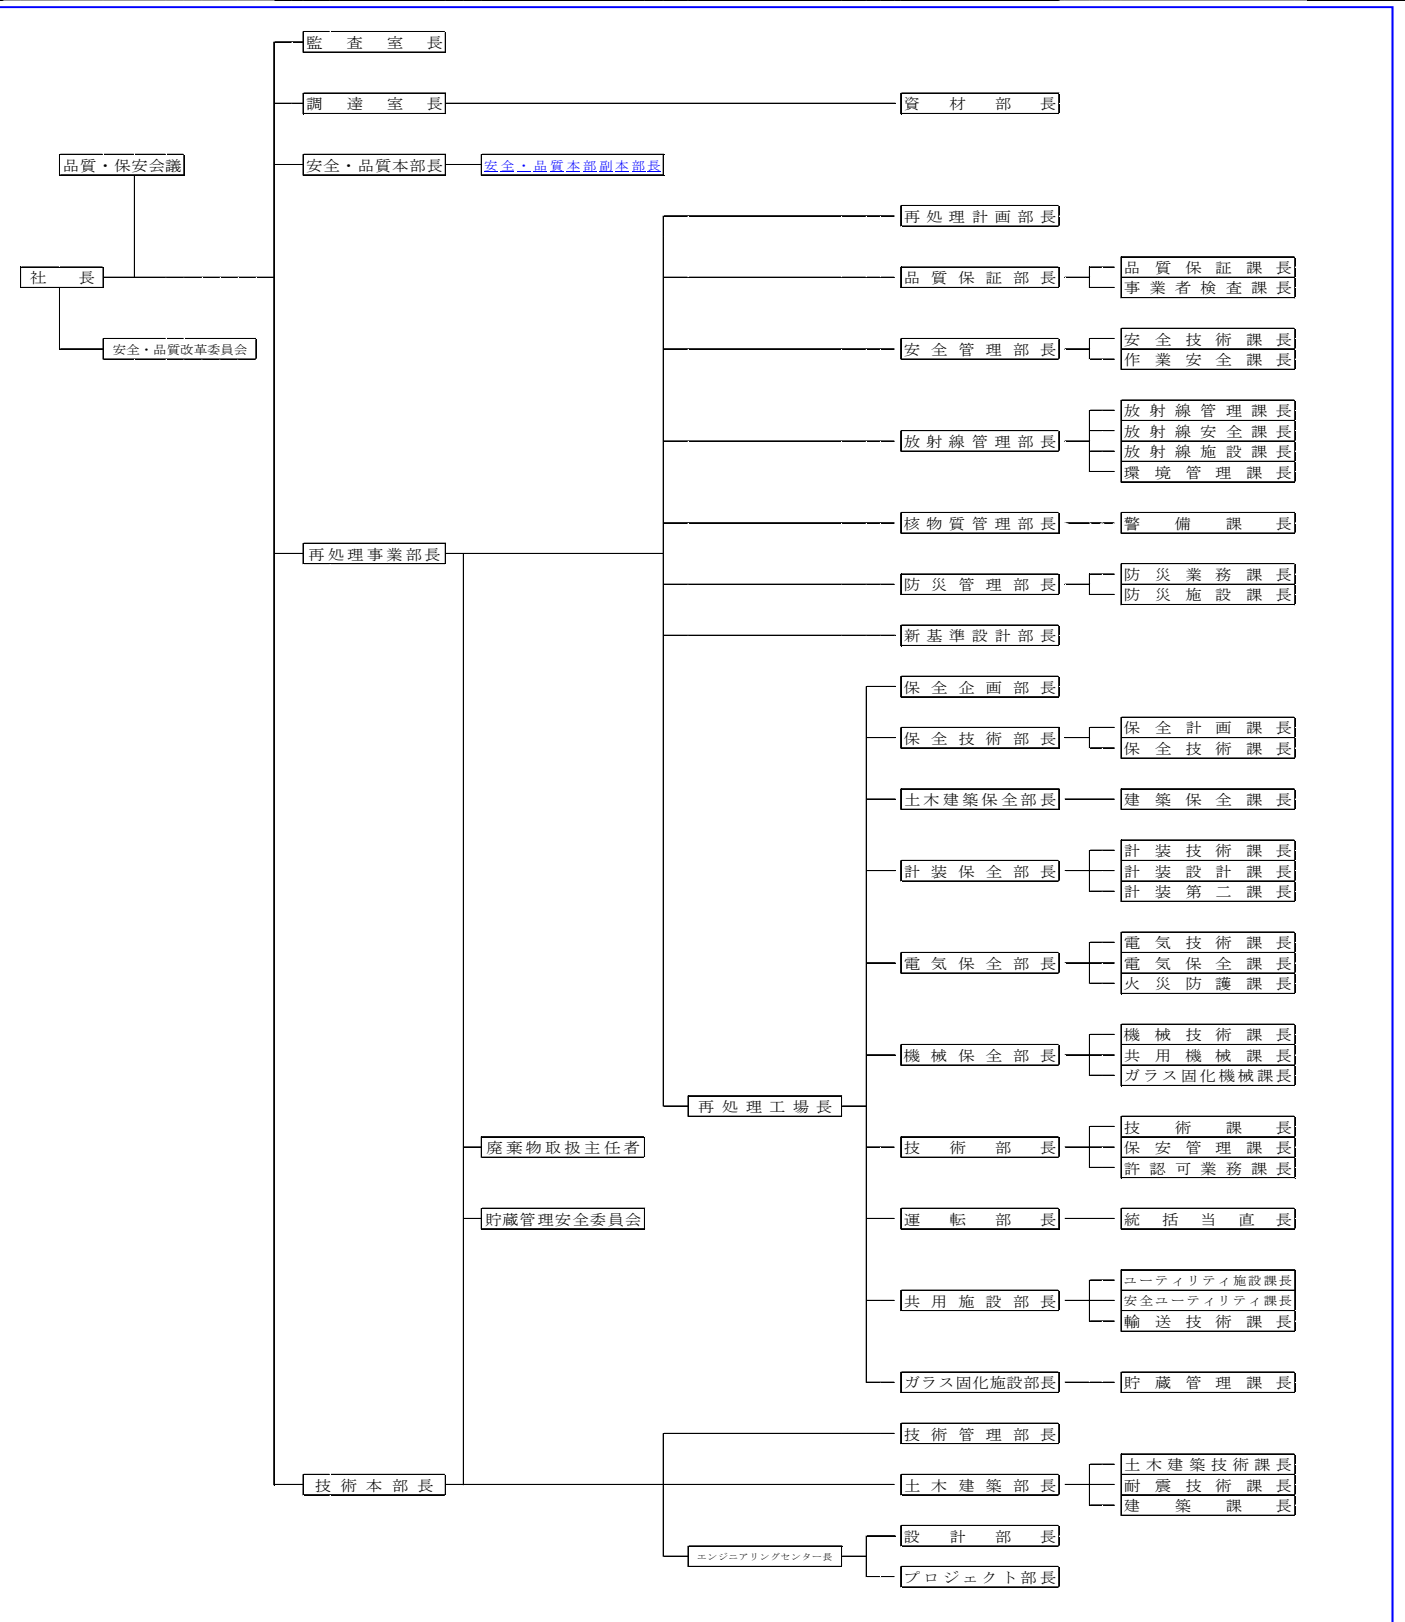 監査室長
調達室長
資材部長
品質・保安会議
安全・品質本部長
安全・品質本部副本部長
再処理計画部長
社長
品質保証部長
品質保証課長
事業者検査課長
安全・品質改革委員会
安全管理部長
安全技術課長
作業安全課長
放射線管理部長
放射線管理課長
放射線安全課長
放射線施設課長
環境管理課長
核物質管理部長
警備課長
再処理事業部長
防災管理部長
防災業務課長
防災施設課長
新基準設計部長
保全企画部長
保全技術部長
保全計画課長
保全技術課長
土木建築保全部長
建築保全課長
計装保全部長
計装技術課長
計装設計課長
計装第二課長
電気保全部長
電気技術課長
電気保全課長
火災防護課長
機械保全部長
機械技術課長
共用機械課長
ガラス固化機械課長
再処理工場長
廃棄物取扱主任者
技術部長
技術課長
保安管理課長
許認可業務課長
貯蔵管理安全委員会
運転部長
統括当直長
共用施設部長
ユーティリティ施設課長
安全ユーティリティ課長
輸送技術課長
ガラス固化施設部長
貯蔵管理課長
技術管理部長
技術本部長
土木建築部長
土木建築技術課長
耐震技術課長
建築課長
エンジニアリングセンター長
設計部長
プロジェクト部長